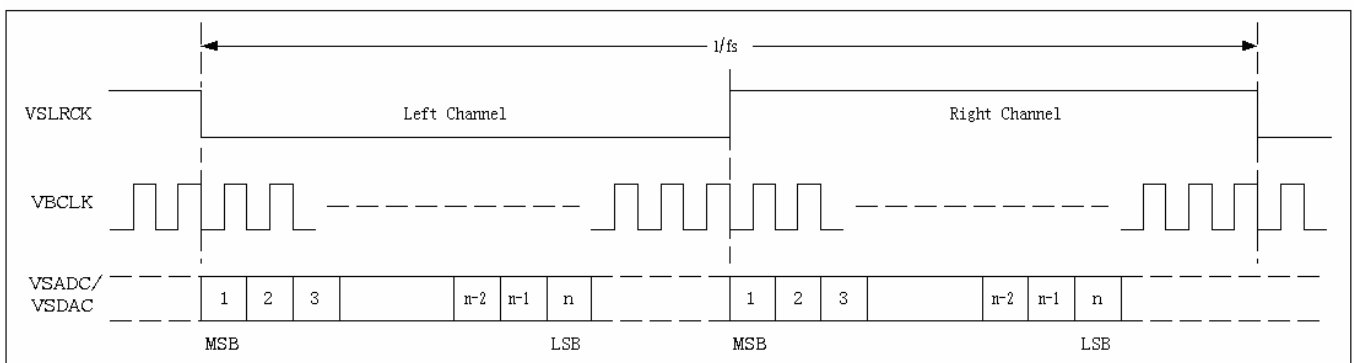 1/fs
VSLRCK
Left Channel
Right Channel
VBCLK
VSADC/
VSDAC
1 2 3 n-2 n-1 n 1 2 3 n-2 n-1 n
MSB LSB MSB LSB